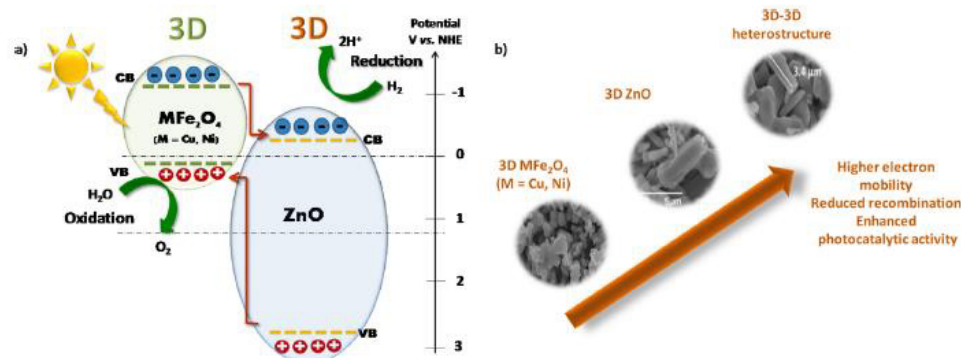 a)
3D
3D
Potential
V vs. NHE
CB
2H⁺
Reduction
H₂
-1
MFe₂O₄
(M = Cu, Ni)
CB
0
VB
H₂O
Oxidation
O₂
ZnO
1
2
VB
3
b)
3D-3D
heterostructure
3.4 μm
3D ZnO
3D MFe₂O₄
(M = Cu, Ni)
Higher electron
mobility
Reduced recombination
Enhanced
photocatalytic activity